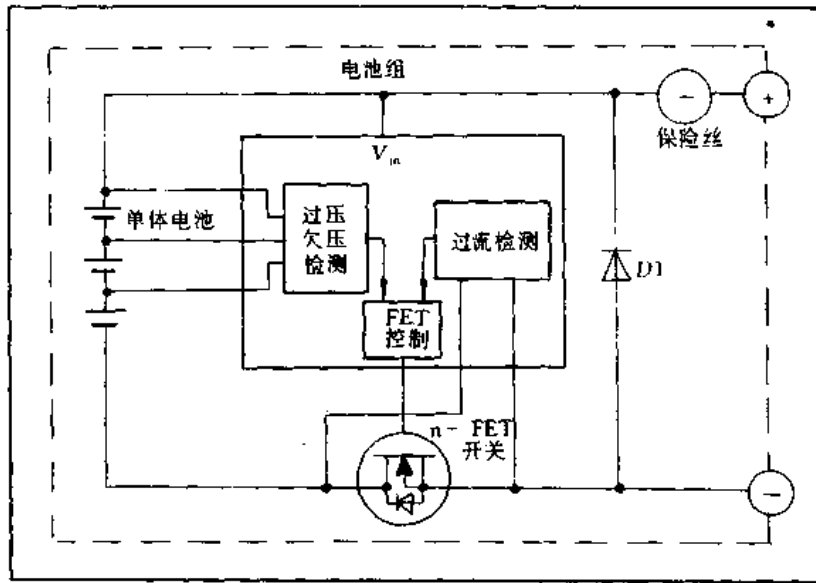 电池组
+
保险丝
V_in
单体电池
过压
欠压
检测
过流检测
D1
FET
控制
n - FET
开关